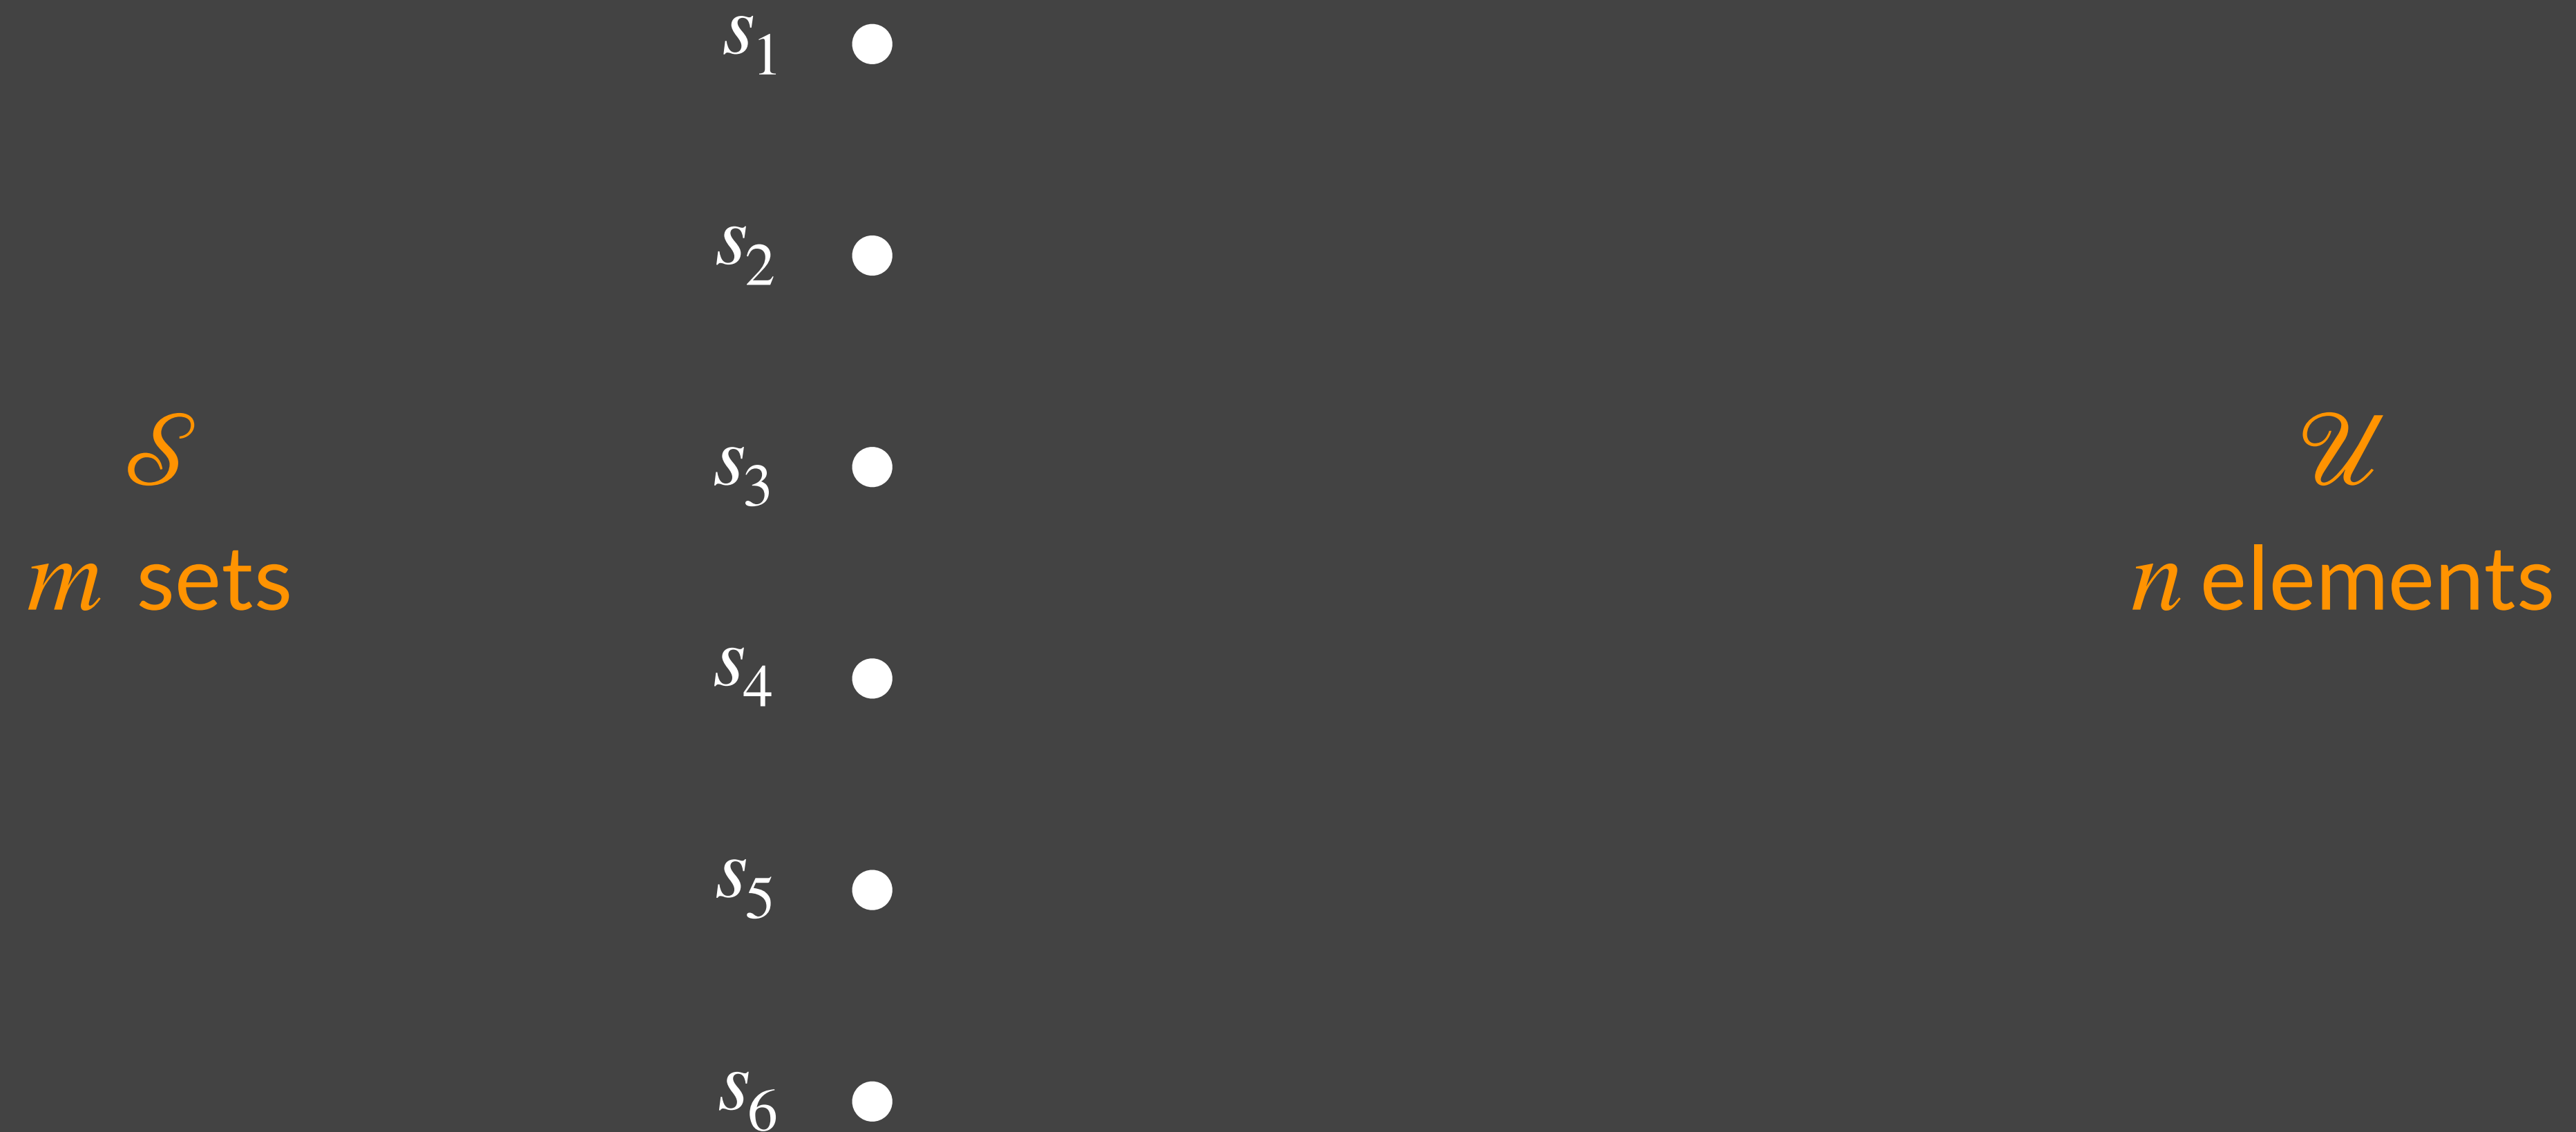 s₁
s₂
𝒮
𝒰
s₃
m sets
n elements
s₄
s₅
s₆